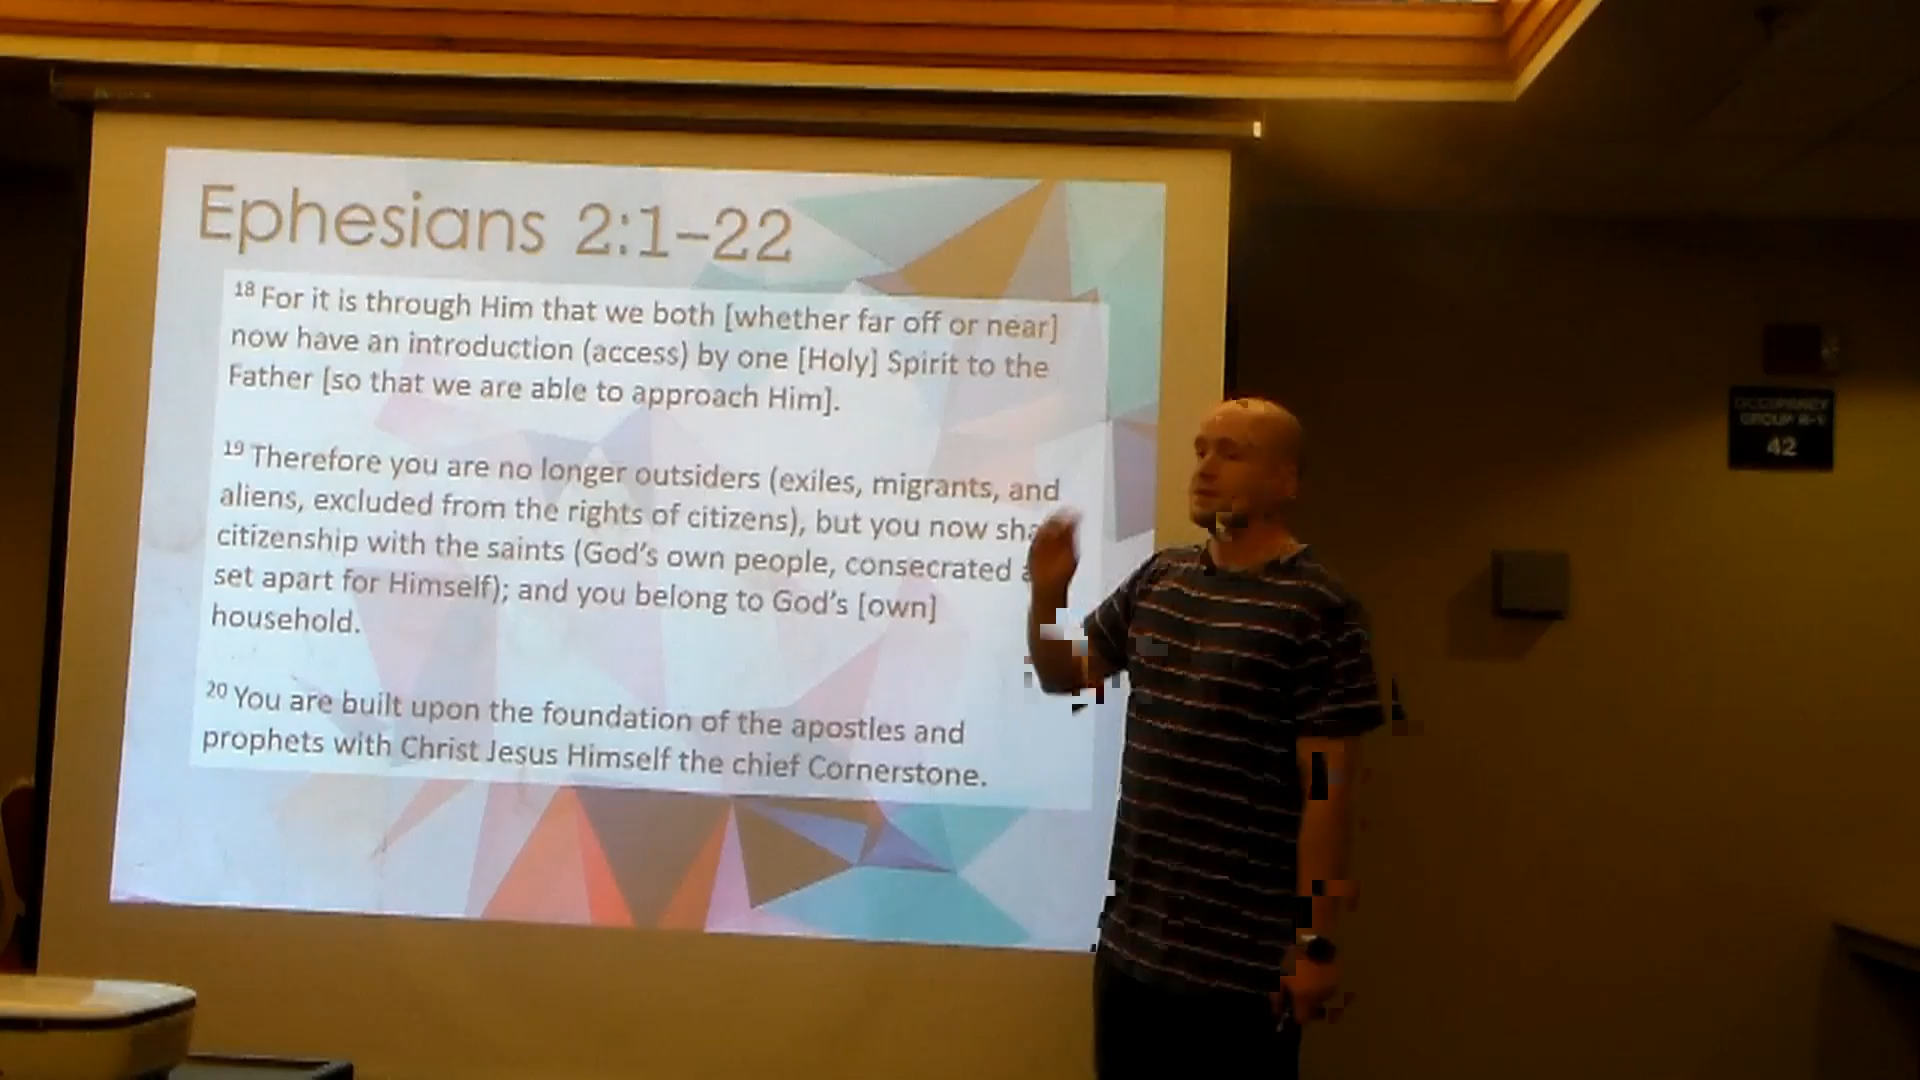 Ephesians 2:1–22
18 For it is through Him that we both [whether far off or near]
now have an introduction (access) by one [Holy] Spirit to the
Father [so that we are able to approach Him].
19 Therefore you are no longer outsiders (exiles, migrants, and
aliens, excluded from the rights of citizens), but you now
citizenship with the saints (God's own people, consecrated
set apart for Himself); and you belong to God's [own]
household.
20 You are built upon the foundation of the apostles and
prophets with Christ Jesus Himself the chief Cornerstone.
OCCUPANCY
GROUP
42